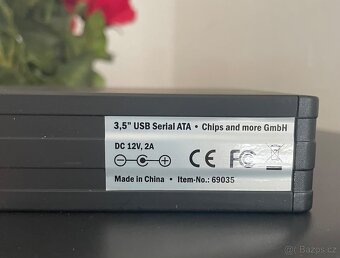 3,5" USB Serial ATA • Chips and more GmbH
DC 12V, 2A
CE FC
Made in China • Item-No.: 69035
Bazos.cz